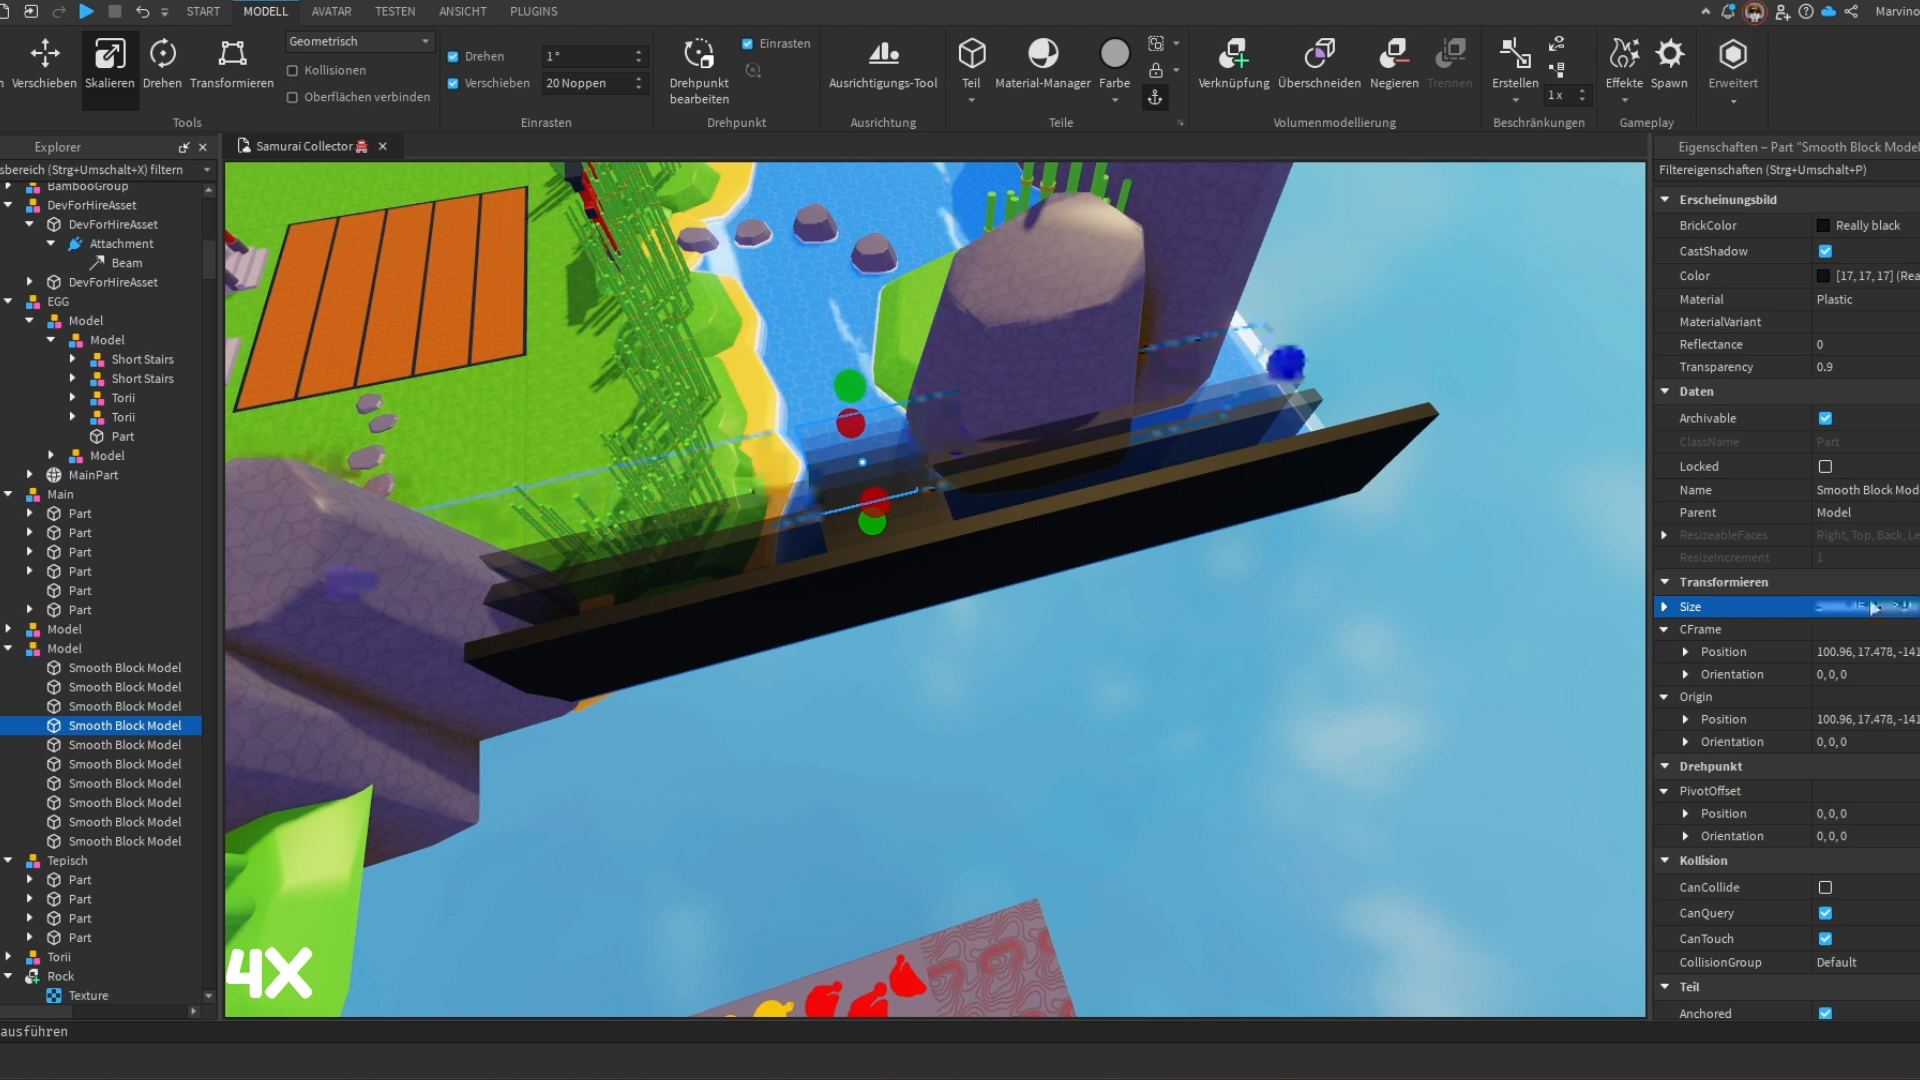 START MODELL AVATAR TESTEN ANSICHT PLUGINS Marvino
Geometrisch
Kollisionen
Oberflächen verbinden
Verschieben Skalieren Drehen Transformieren
Tools
Drehen 1°
Verschieben 20 Noppen
Einrasten
Drehpunkt bearbeiten
Einrasten
Drehpunkt
Ausrichtungs-Tool
Ausrichtung
Teil Material-Manager Farbe
Teile
Verknüpfung Überschneiden Negieren Trennen
Volumenmodellierung
Erstellen 1x
Beschränkungen
Effekte Spawn
Gameplay
Erweitert
Explorer
sbereich (Strg+Umschalt+X) filtern
BambooGroup
DevForHireAsset
DevForHireAsset
Attachment
Beam
DevForHireAsset
EGG
Model
Model
Short Stairs
Short Stairs
Torii
Torii
Part
Model
MainPart
Main
Part
Part
Part
Part
Part
Part
Model
Model
Smooth Block Model
Smooth Block Model
Smooth Block Model
Smooth Block Model
Smooth Block Model
Smooth Block Model
Smooth Block Model
Smooth Block Model
Smooth Block Model
Smooth Block Model
Tepisch
Part
Part
Part
Part
Torii
Rock
Texture
ausführen
Samurai Collector
4X
Eigenschaften – Part "Smooth Block Model
Filtereigenschaften (Strg+Umschalt+P)
Erscheinungsbild
BrickColor Really black
CastShadow
Color [17, 17, 17] (Rea
Material Plastic
MaterialVariant
Reflectance 0
Transparency 0.9
Daten
Archivable
ClassName Part
Locked
Name Smooth Block Mod
Parent Model
ResizeableFaces Right, Top, Back, Le
ResizeIncrement 1
Transformieren
Size
CFrame
Position 100.96, 17.478, -141
Orientation 0, 0, 0
Origin
Position 100.96, 17.478, -141
Orientation 0, 0, 0
Drehpunkt
PivotOffset
Position 0, 0, 0
Orientation 0, 0, 0
Kollision
CanCollide
CanQuery
CanTouch
CollisionGroup Default
Teil
Anchored